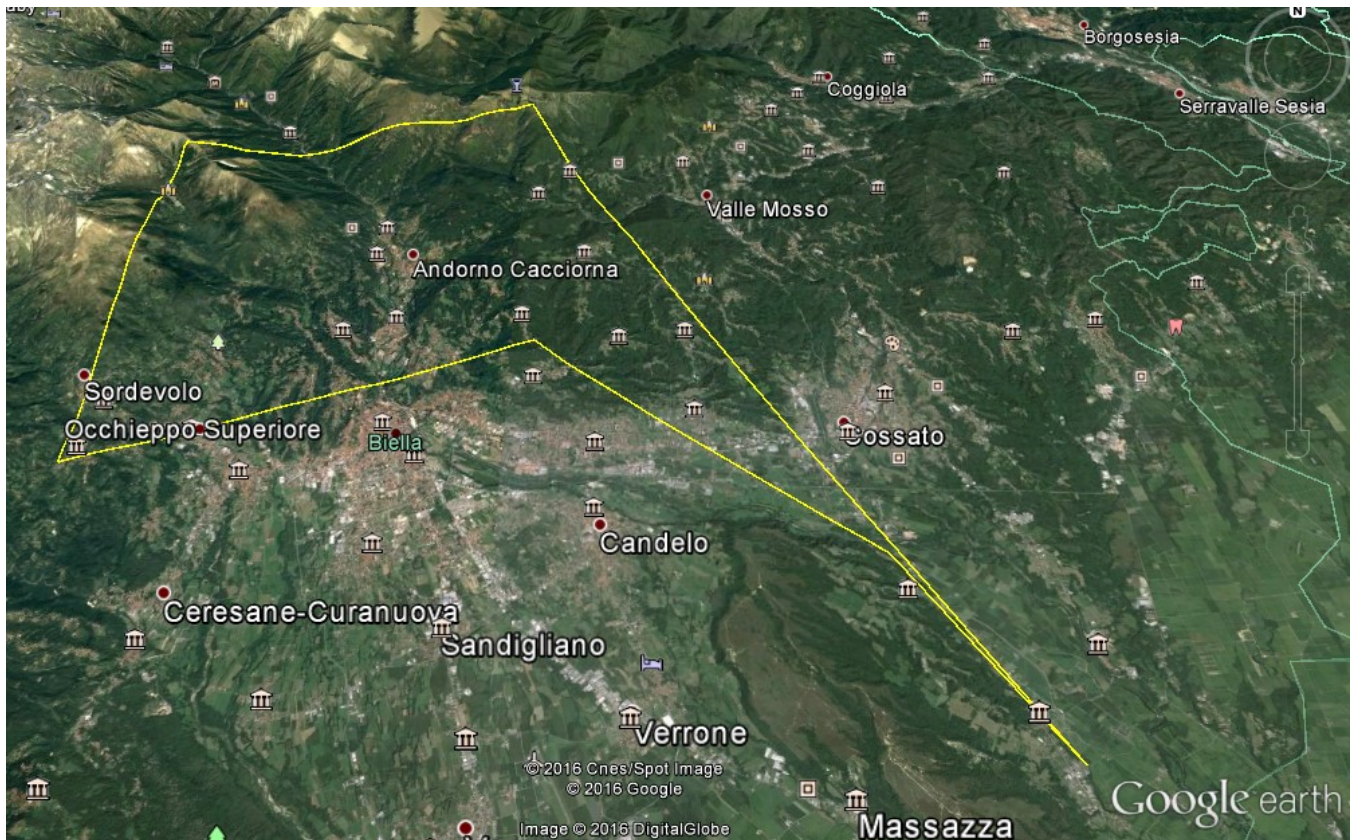 N
Borgosesia
Coggiola
Serravalle Sesia
Valle Mosso
Andorno Cacciorna
Sordevolo
Occhieppo Superiore
Biella
Cossato
Candelo
Ceresane-Curanuova
Sandigliano
Verrone
© 2016 Cnes/Spot Image
© 2016 Google
Image © 2016 DigitalGlobe
Massazza
Google earth